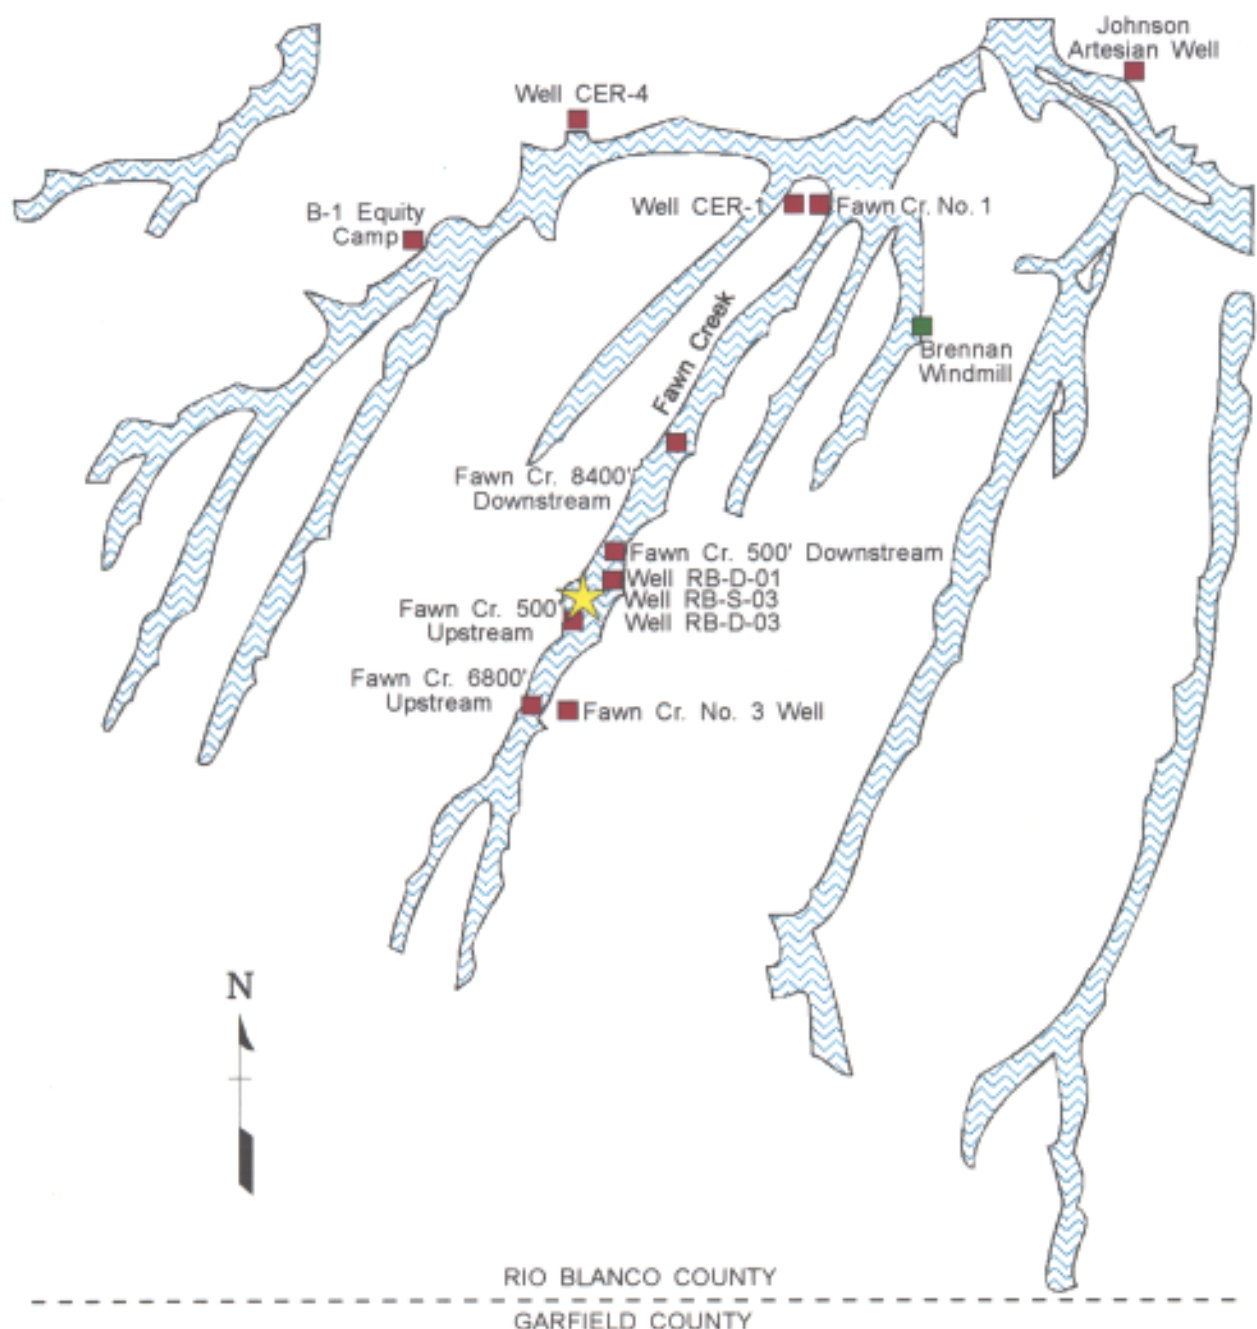 Johnson
Artesian Well
Well CER-4
Well CER-1
Fawn Cr. No. 1
B-1 Equity
Camp
Fawn Creek
Brennan
Windmill
Fawn Cr. 8400'
Downstream
Fawn Cr. 500' Downstream
Well RB-D-01
Well RB-S-03
Well RB-D-03
Fawn Cr. 500'
Upstream
Fawn Cr. 6800'
Upstream
Fawn Cr. No. 3 Well
N
RIO BLANCO COUNTY
GARFIELD COUNTY